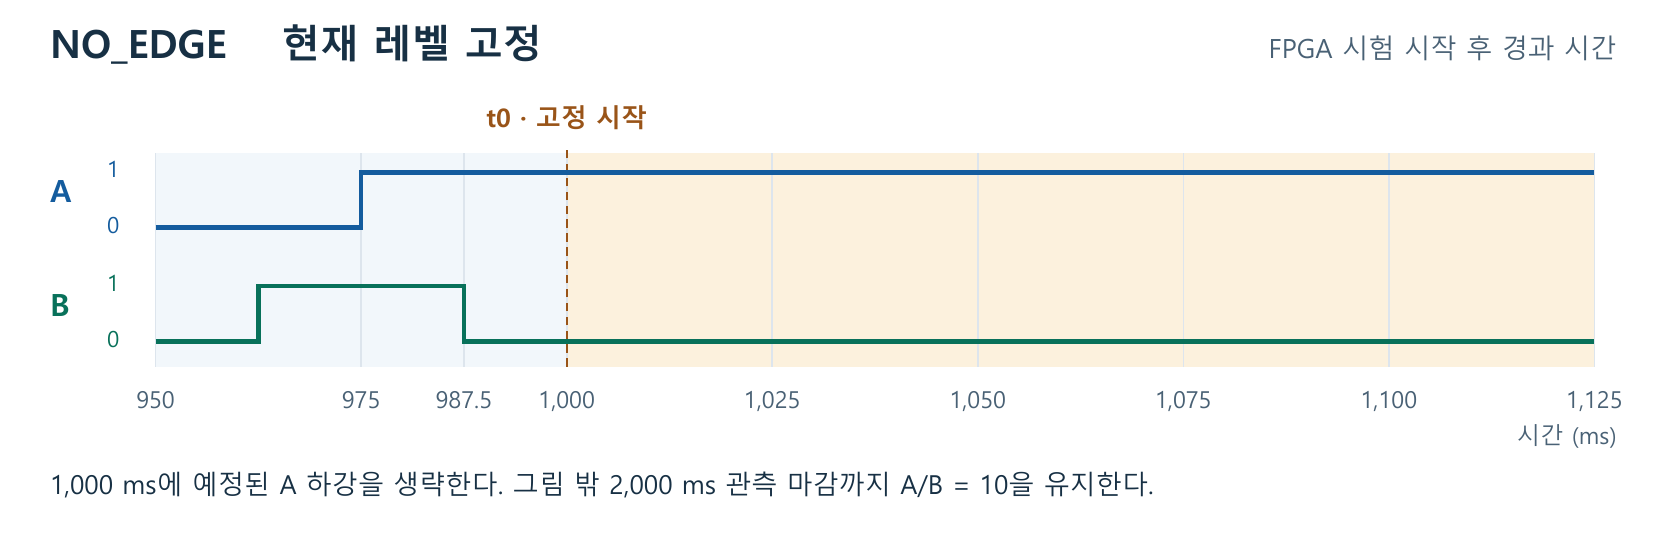 NO_EDGE 현재 레벨 고정
FPGA 시험 시작 후 경과 시간
t0 · 고정 시작
A
1
0
B
1
0
950 975 987.5 1,000 1,025 1,050 1,075 1,100 1,125
시간 (ms)
1,000 ms에 예정된 A 하강을 생략한다. 그림 밖 2,000 ms 관측 마감까지 A/B = 10을 유지한다.